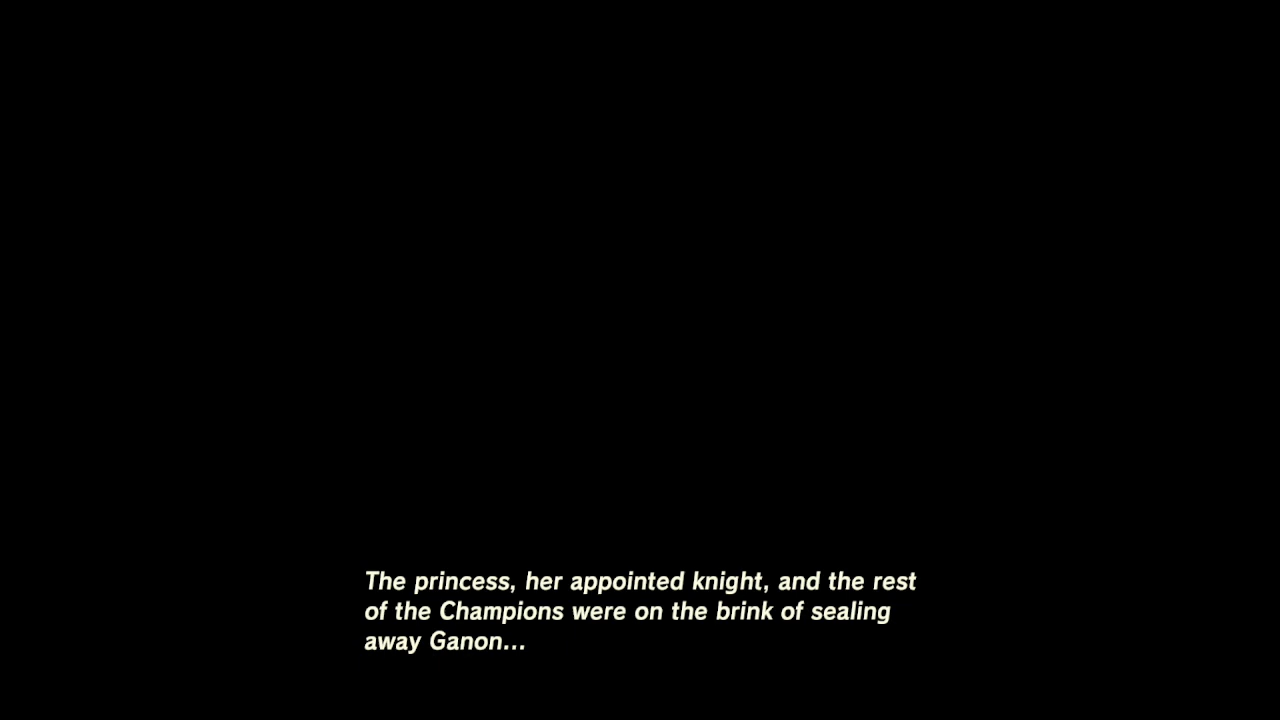 The princess, her appointed knight, and the rest
of the Champions were on the brink of sealing
away Ganon...